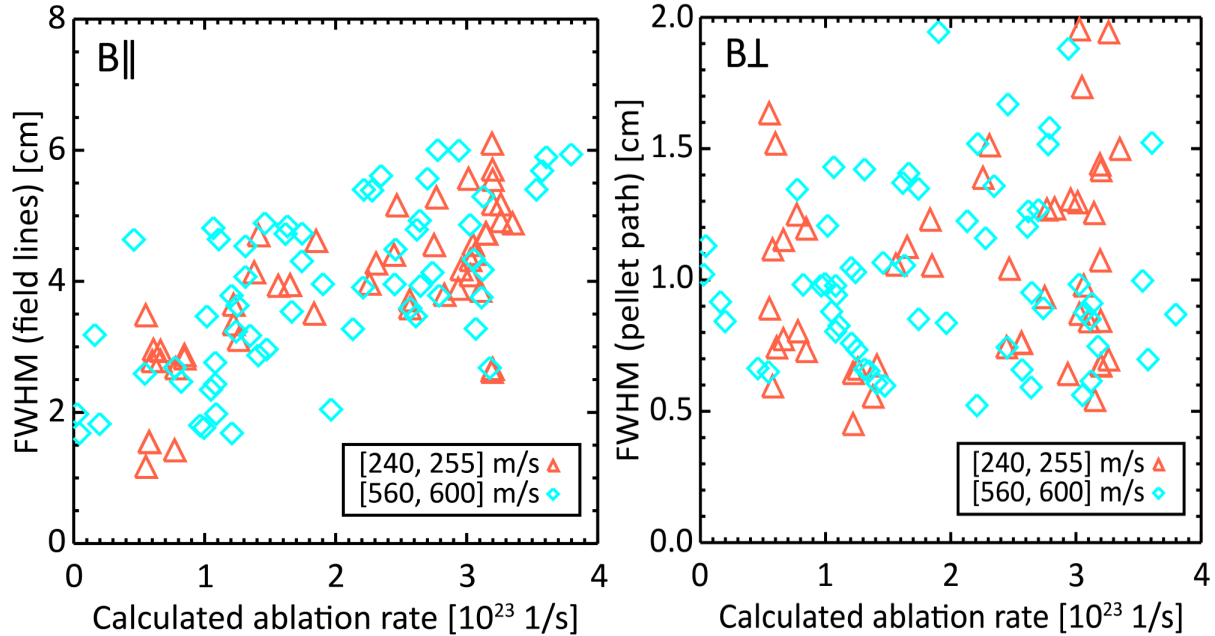 B∥
FWHM (field lines) [cm]
8
6
4
2
0
0 1 2 3 4
Calculated ablation rate [10²³ 1/s]
[240, 255] m/s
[560, 600] m/s
B⊥
FWHM (pellet path) [cm]
2.0
1.5
1.0
0.5
0.0
0 1 2 3 4
Calculated ablation rate [10²³ 1/s]
[240, 255] m/s
[560, 600] m/s